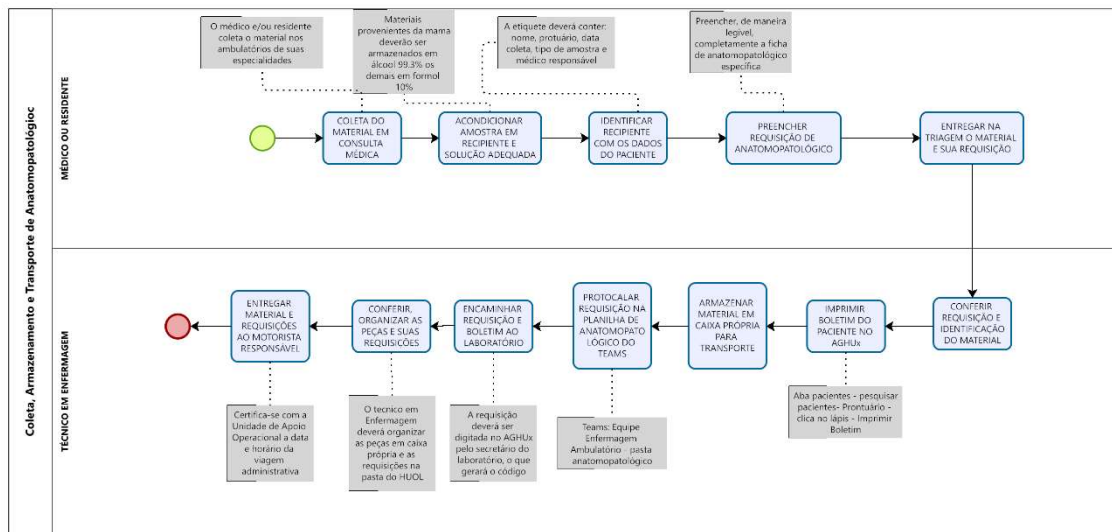 Coleta, Armazenamento e Transporte de Anatomopatológioc
MÉDICO OU RESIDENTE
O médico e/ou residente
coleta o material nos
ambulatórios de suas
especialidades
Materiais
provenientes da mama
deverão ser
armazenados em
álcool 99.3% os
demais em formol
10%
A etiquete deverá conter:
nome, protuário, data
coleta, tipo de amostra e
médico responsável
Preencher, de maneira
legível,
completamente a ficha
de anatomopatológico
específica
COLETA DO
MATERIAL EM
CONSULTA
MÉDICA
ACONDICIONAR
AMOSTRA EM
RECIPIENTE E
SOLUÇÃO ADEQUADA
IDENTIFICAR
RECIPIENTE
COM OS DADOS
DO PACIENTE
PREENCHER
REQUISIÇÃO DE
ANATOMOPATOLÓGICO
ENTREGAR NA
TRIAGEM O MATERIAL
E SUA REQUISIÇÃO
TÉCNICO EM ENFERMAGEM
ENTREGAR
MATERIAL E
REQUISIÇÕES
AO MOTORISTA
RESPONSÁVEL
CONFERIR,
ORGANIZAR AS
PEÇAS E SUAS
REQUISIÇÕES
ENCAMINHAR
REQUISIÇÃO E
BOLETIM AO
LABORATÓRIO
PROTOCALAR
REQUISIÇÃO NA
PLANILHA DE
ANATOMOPATO
LÓGICO DO
TEAMS
ARMAZENAR
MATERIAL EM
CAIXA PRÓPRIA
PARA
TRANSPORTE
IMPRIMIR
BOLETIM DO
PACIENTE NO
AGHUx
CONFERIR
REQUISIÇÃO E
IDENTIFICAÇÃO
DO MATERIAL
Certifica-se com a
Unidade de Apoio
Operacional a data e
horário da
viagem
administrativa
O tecnico em
Enfermagem
deverá organizar
as peças em caixa
própria e as
requisições na
pasta do HUOL
A requisição
deverá ser
digitada no AGHUx
pelo secretário do
laboratório, o que
gerará o código
Teams: Equipe
Enfermagem
Ambulatório - pasta
anatomopatológico
Aba pacientes - pesquisar
pacientes- Prontuário -
clica no lápis - Imprimir
Boletim